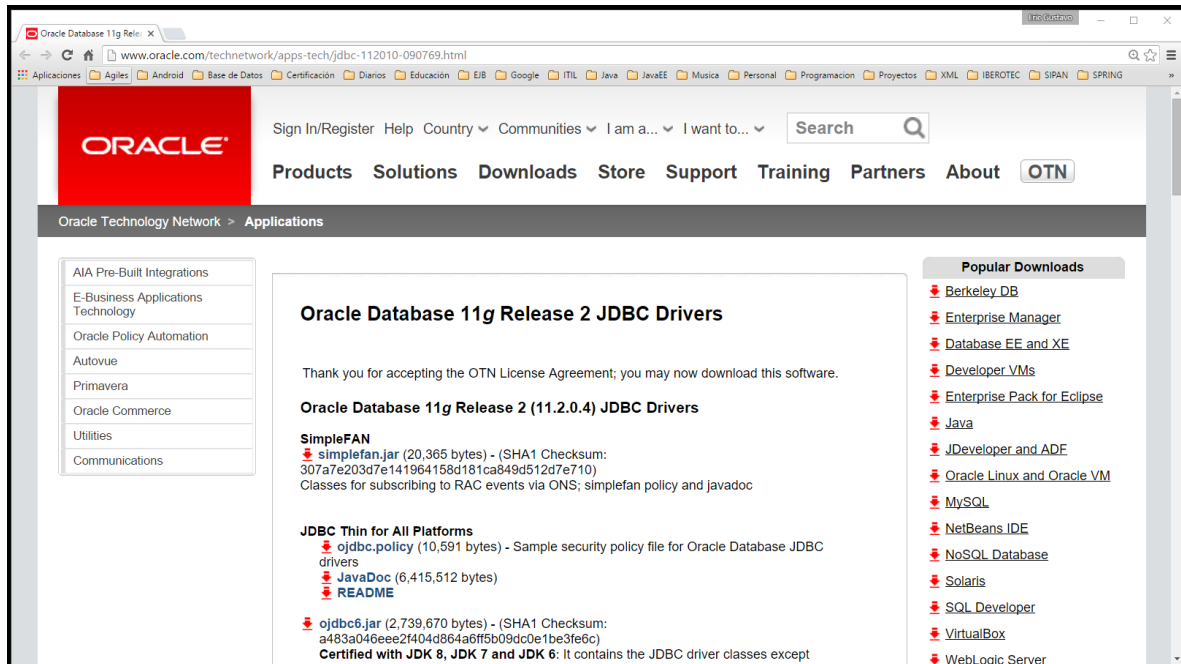 Eric Gustavo
Oracle Database 11g Rele
www.oracle.com/technetwork/apps-tech/jdbc-112010-090769.html
Aplicaciones Agiles Android Base de Datos Certificación Diarios Educación EJB Google ITIL Java JavaEE Musica Personal Programacion Proyectos XML IBEROTEC SIPAN SPRING »
ORACLE
Sign In/Register Help Country Communities I am a... I want to... Search
Products Solutions Downloads Store Support Training Partners About OTN
Oracle Technology Network > Applications
AIA Pre-Built Integrations
E-Business Applications
Technology
Oracle Policy Automation
Autovue
Primavera
Oracle Commerce
Utilities
Communications
Oracle Database 11g Release 2 JDBC Drivers
Thank you for accepting the OTN License Agreement; you may now download this software.
Oracle Database 11g Release 2 (11.2.0.4) JDBC Drivers
SimpleFAN
simplefan.jar (20,365 bytes) - (SHA1 Checksum:
307a7e203d7e141964158d181ca849d512d7e710)
Classes for subscribing to RAC events via ONS; simplefan policy and javadoc
JDBC Thin for All Platforms
ojdbc.policy (10,591 bytes) - Sample security policy file for Oracle Database JDBC
drivers
JavaDoc (6,415,512 bytes)
README
ojdbc6.jar (2,739,670 bytes) - (SHA1 Checksum:
a483a046eee2f404d864a6ff5b09dc0e1be3fe6c)
Certified with JDK 8, JDK 7 and JDK 6: It contains the JDBC driver classes except
Popular Downloads
Berkeley DB
Enterprise Manager
Database EE and XE
Developer VMs
Enterprise Pack for Eclipse
Java
JDeveloper and ADF
Oracle Linux and Oracle VM
MySQL
NetBeans IDE
NoSQL Database
Solaris
SQL Developer
VirtualBox
WebLogic Server